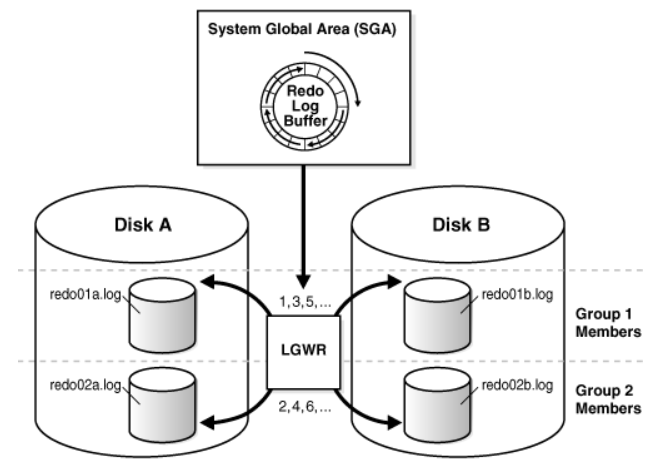 System Global Area (SGA)
Redo
Log
Buffer
Disk A
Disk B
redo01a.log
1,3,5,...
redo01b.log
Group 1
Members
LGWR
redo02a.log
2,4,6,...
redo02b.log
Group 2
Members